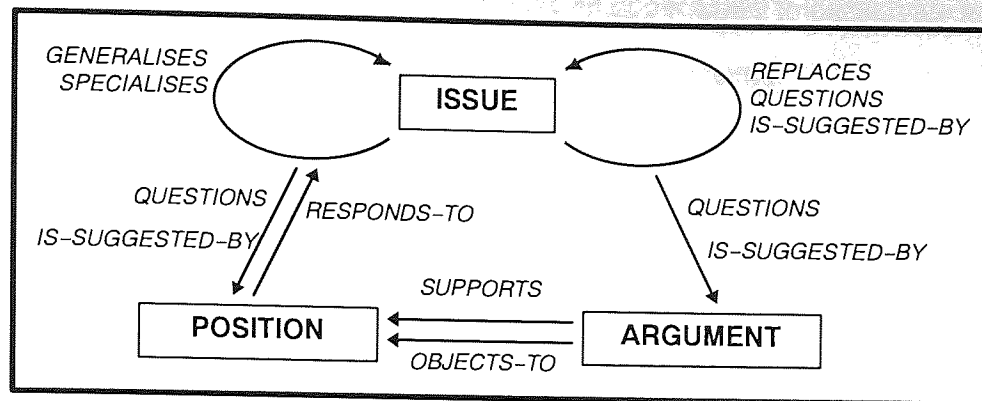 GENERALISES
SPECIALISES
ISSUE
REPLACES
QUESTIONS
IS-SUGGESTED-BY
QUESTIONS
RESPONDS-TO
IS-SUGGESTED-BY
QUESTIONS
IS-SUGGESTED-BY
SUPPORTS
POSITION
ARGUMENT
OBJECTS-TO